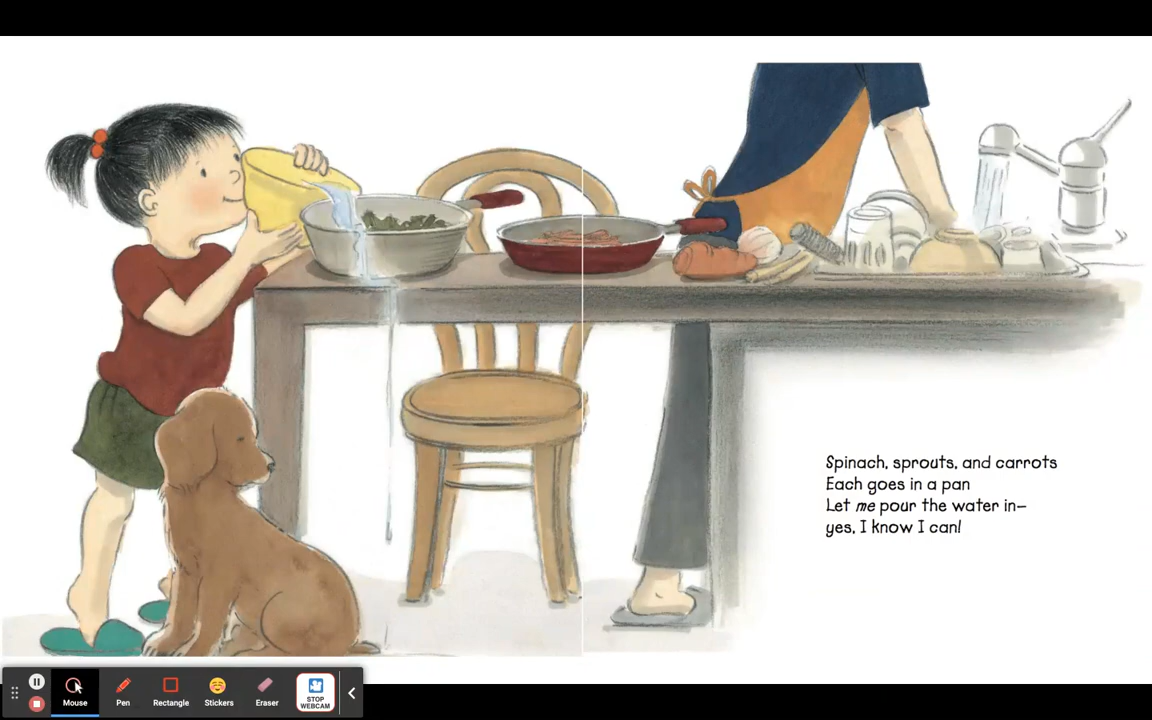 Spinach, sprouts, and carrots
Each goes in a pan
Let me pour the water in—
yes, I know I can!
Mouse
Pen
Rectangle
Stickers
Eraser
STOP
WEBCAM